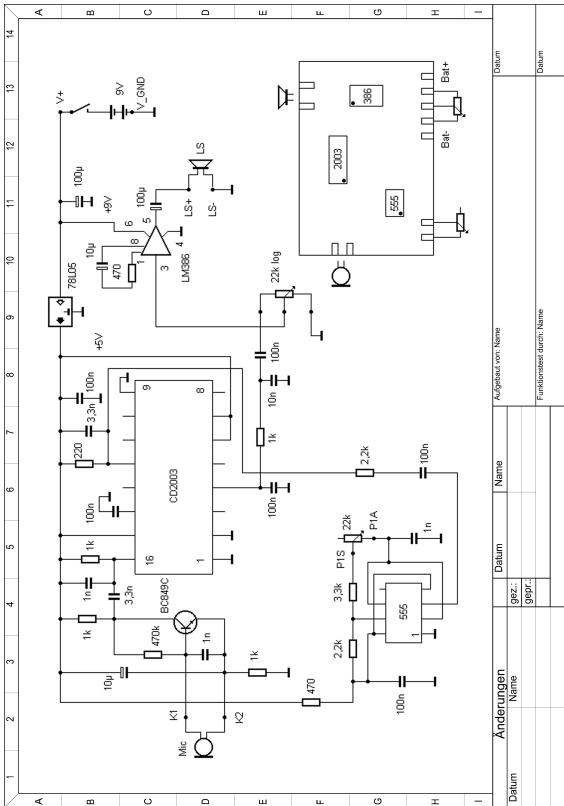 1 2 3 4 5 6 7 8 9 10 11 12 13 14
A A
B B
C C
D D
E E
F F
G G
H H
I I
V+
9V
V_GND
100µ
+9V
78L05
+5V
100n
3,3n
220
100n
1k
1n
3,3n
1k
10µ
470k
BC849C
1n
1k
K1
K2
Mic
16
9
CD2003
1
8
10µ
470
1
8
6
5
3
4
LM386
100µ
LS+
LS-
LS
100n
1k
10n
100n
22k log
470
2,2k
3,3k
P1S
22k
P1A
100n
555
1
1n
2,2k
100n
2003
386
555
Bat-
Bat+
Änderungen
Datum
Name
gez.:
gepr.:
Datum
Name
Aufgebaut von: Name
Datum
Funktionstest durch: Name
Datum